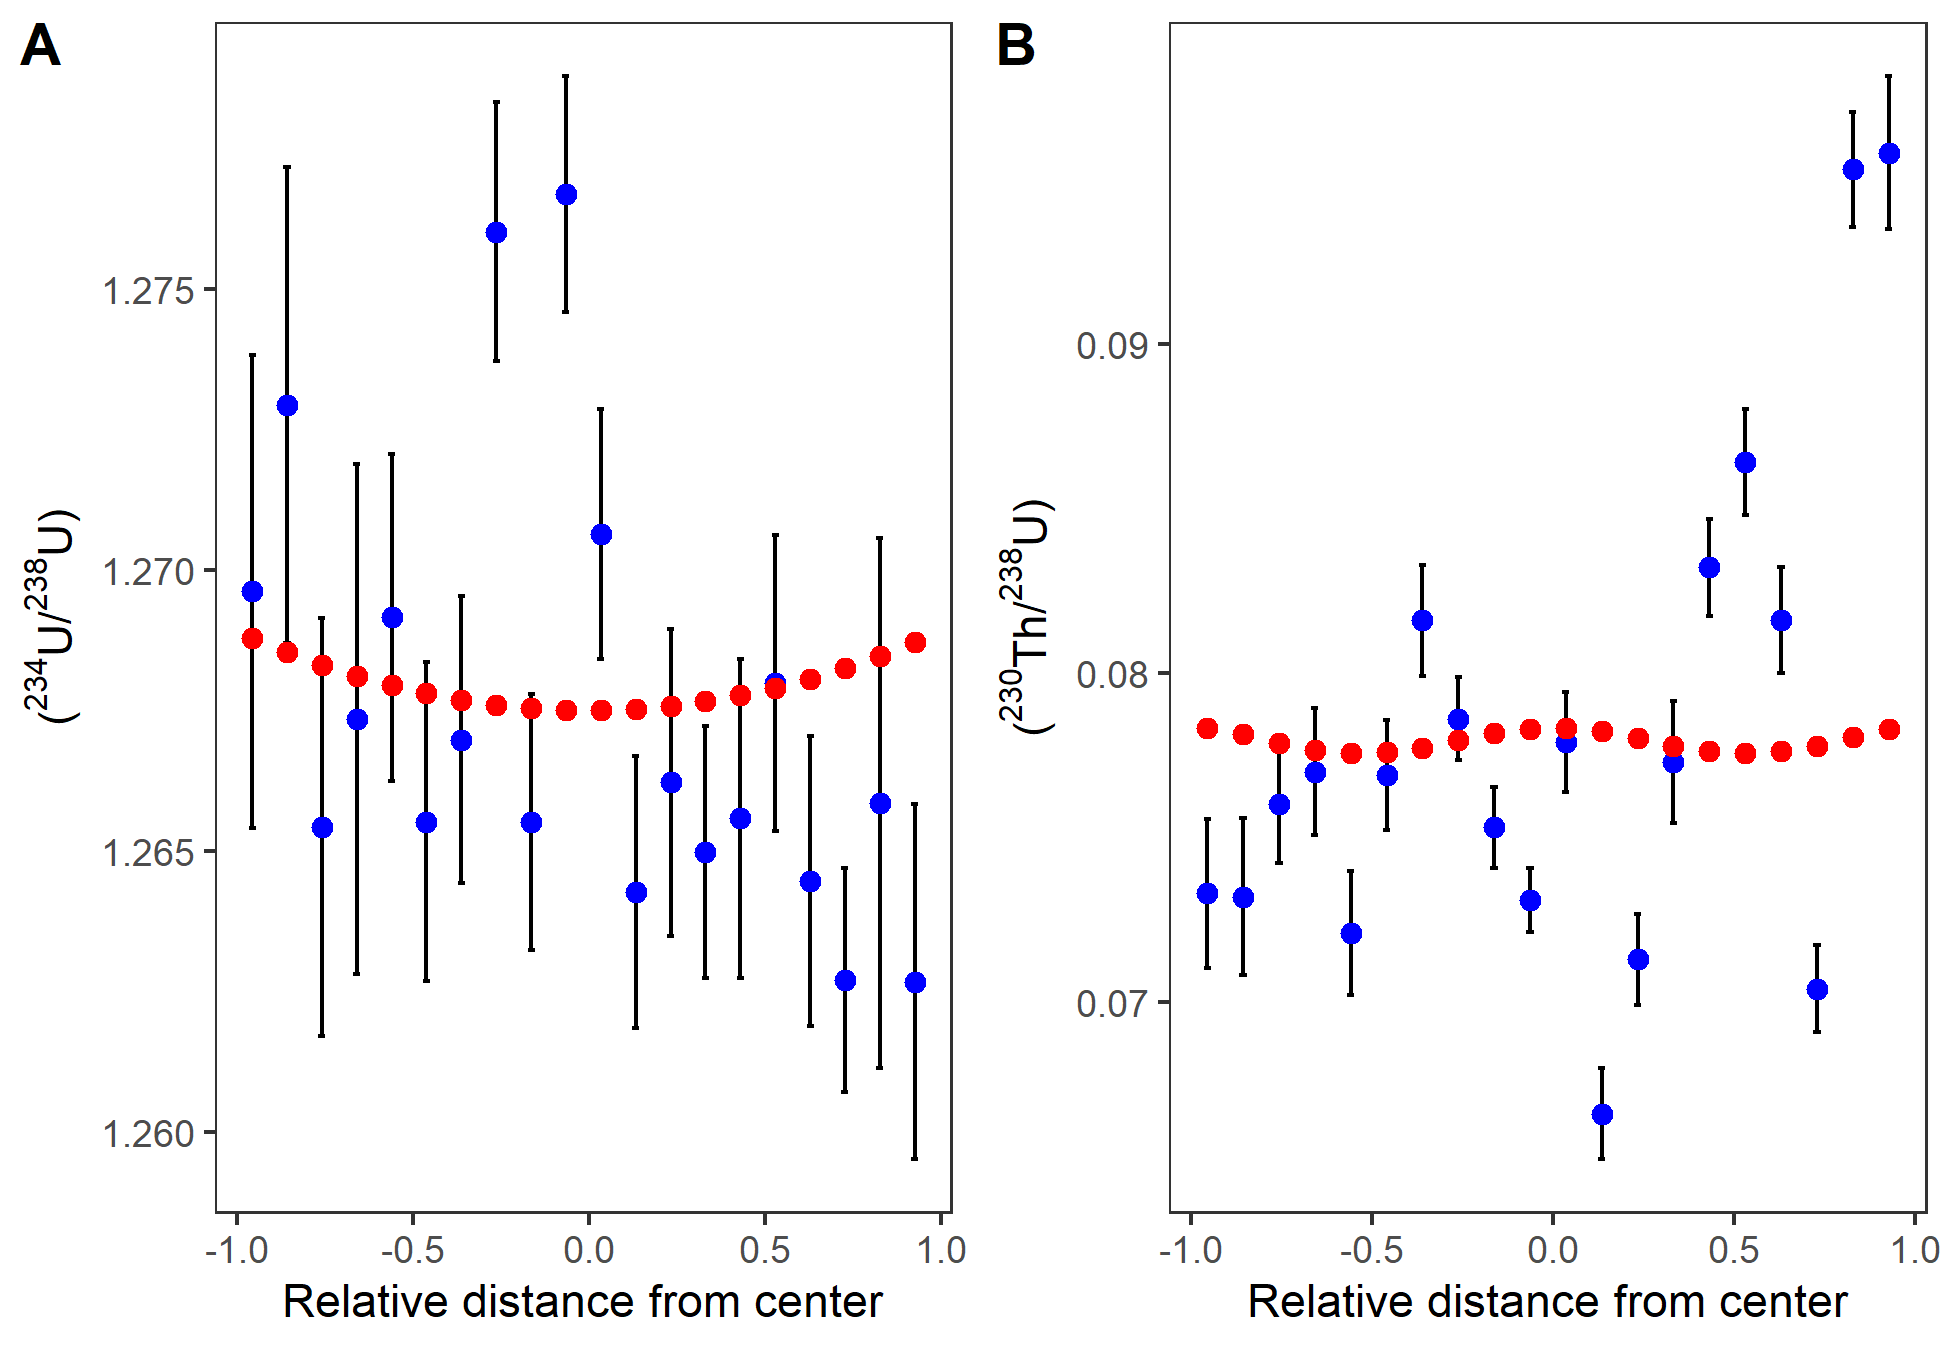 A
(²³⁴U/²³⁸U)
1.275
1.270
1.265
1.260
-1.0 -0.5 0.0 0.5 1.0
Relative distance from center
B
(²³⁰Th/²³⁸U)
0.09
0.08
0.07
-1.0 -0.5 0.0 0.5 1.0
Relative distance from center